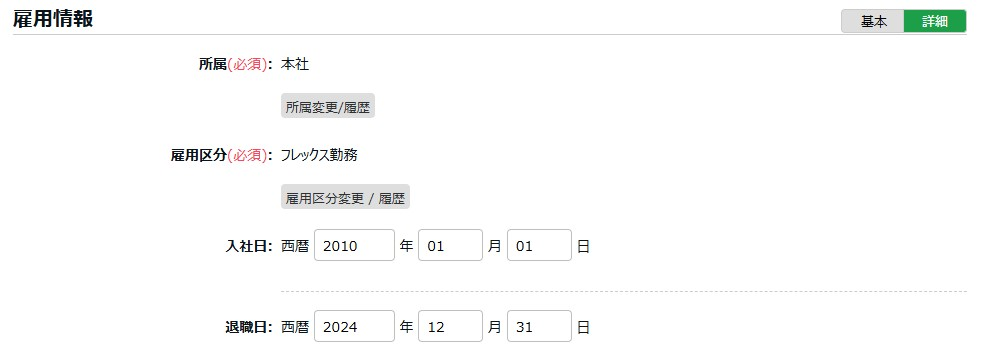 雇用情報
基本 詳細
所属(必須): 本社
所属変更/履歴
雇用区分(必須): フレックス勤務
雇用区分変更 / 履歴
入社日: 西暦 2010 年 01 月 01 日
退職日: 西暦 2024 年 12 月 31 日